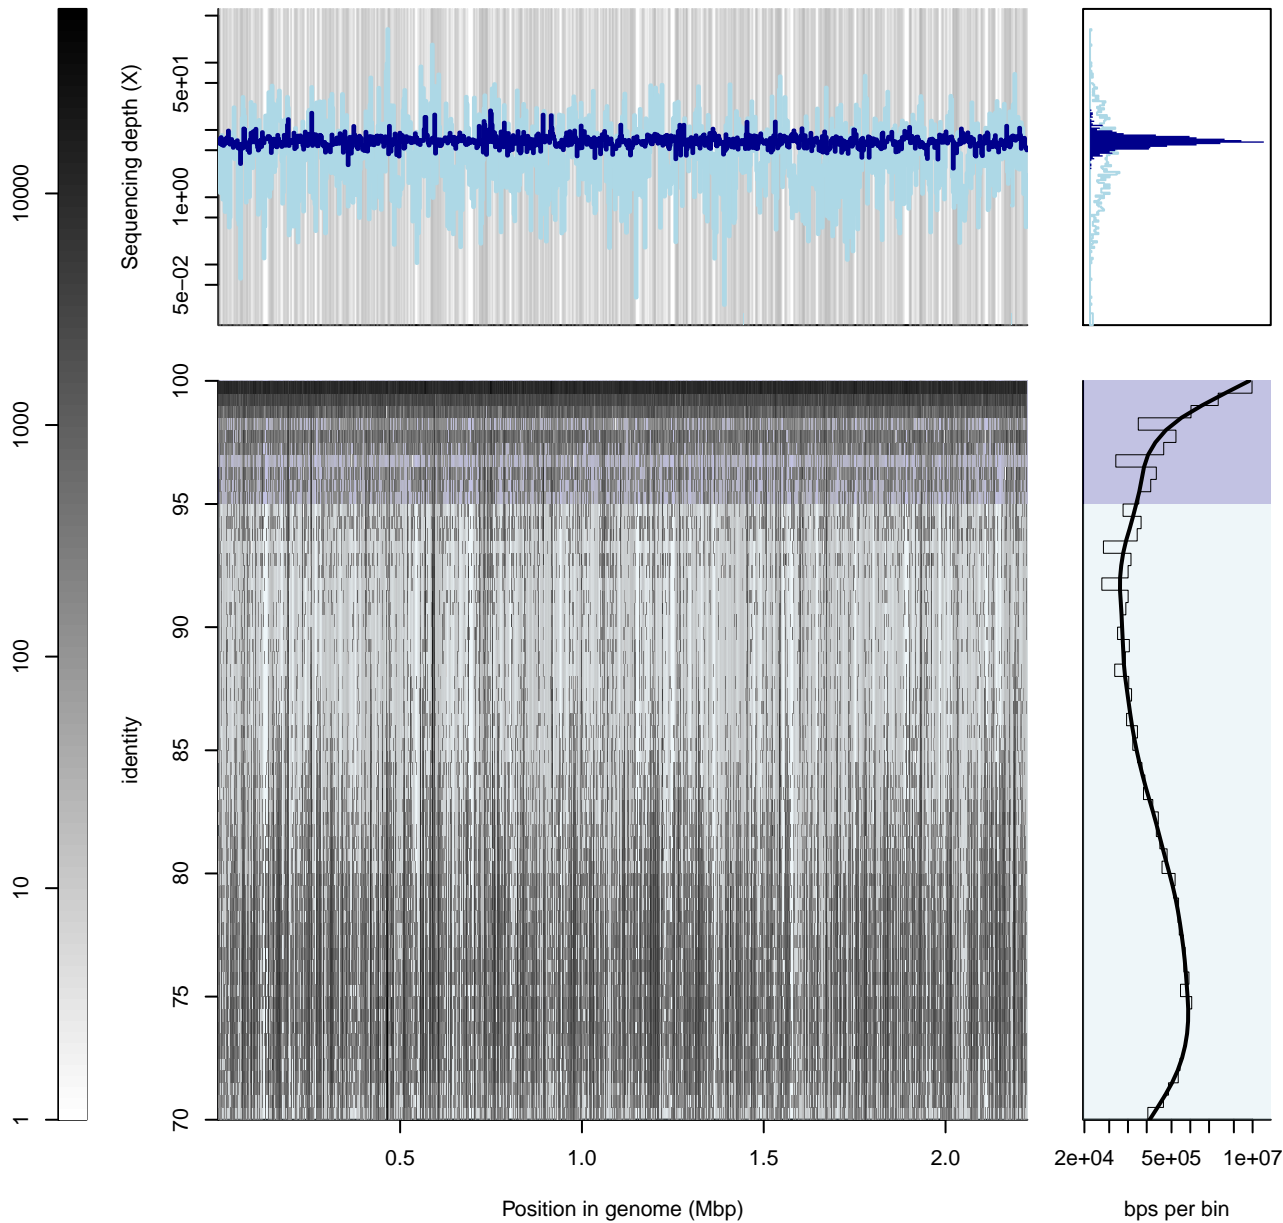 10000
1000
100
10
1
Sequencing depth (X)
5e+01
1e+00
5e-02
identity
100
95
90
85
80
75
70
0.5 1.0 1.5 2.0
Position in genome (Mbp)
2e+04 5e+05 1e+07
bps per bin